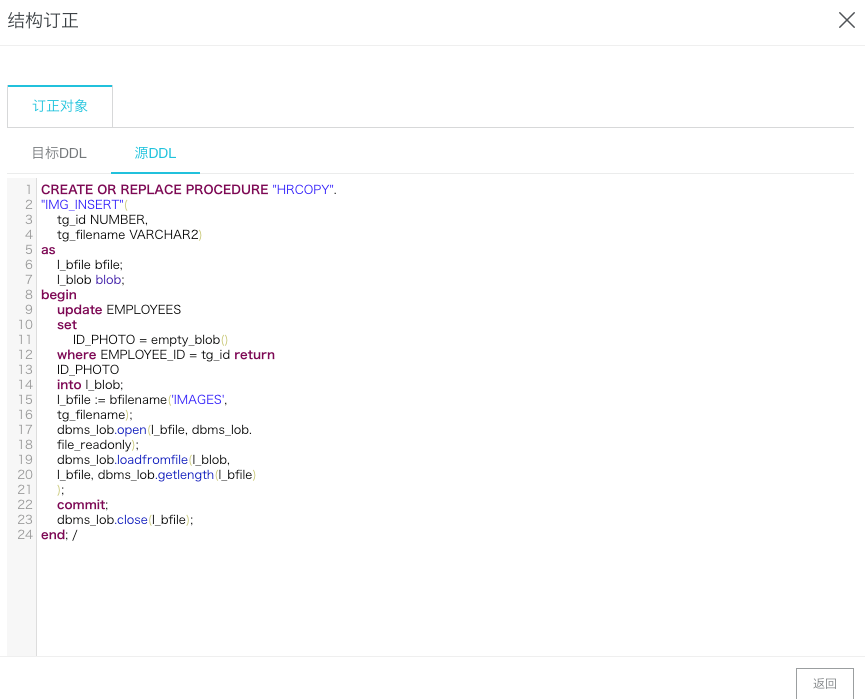 结构订正
订正对象
目标DDL 源DDL
1 CREATE OR REPLACE PROCEDURE "HRCOPY".
2 "IMG_INSERT"(
3 tg_id NUMBER,
4 tg_filename VARCHAR2)
5 as
6 l_bfile bfile;
7 l_blob blob;
8 begin
9 update EMPLOYEES
10 set
11 ID_PHOTO = empty_blob()
12 where EMPLOYEE_ID = tg_id return
13 ID_PHOTO
14 into l_blob;
15 l_bfile := bfilename('IMAGES',
16 tg_filename);
17 dbms_lob.open(l_bfile, dbms_lob.
18 file_readonly);
19 dbms_lob.loadfromfile(l_blob,
20 l_bfile, dbms_lob.getlength(l_bfile)
21 );
22 commit;
23 dbms_lob.close(l_bfile);
24 end; /
返回